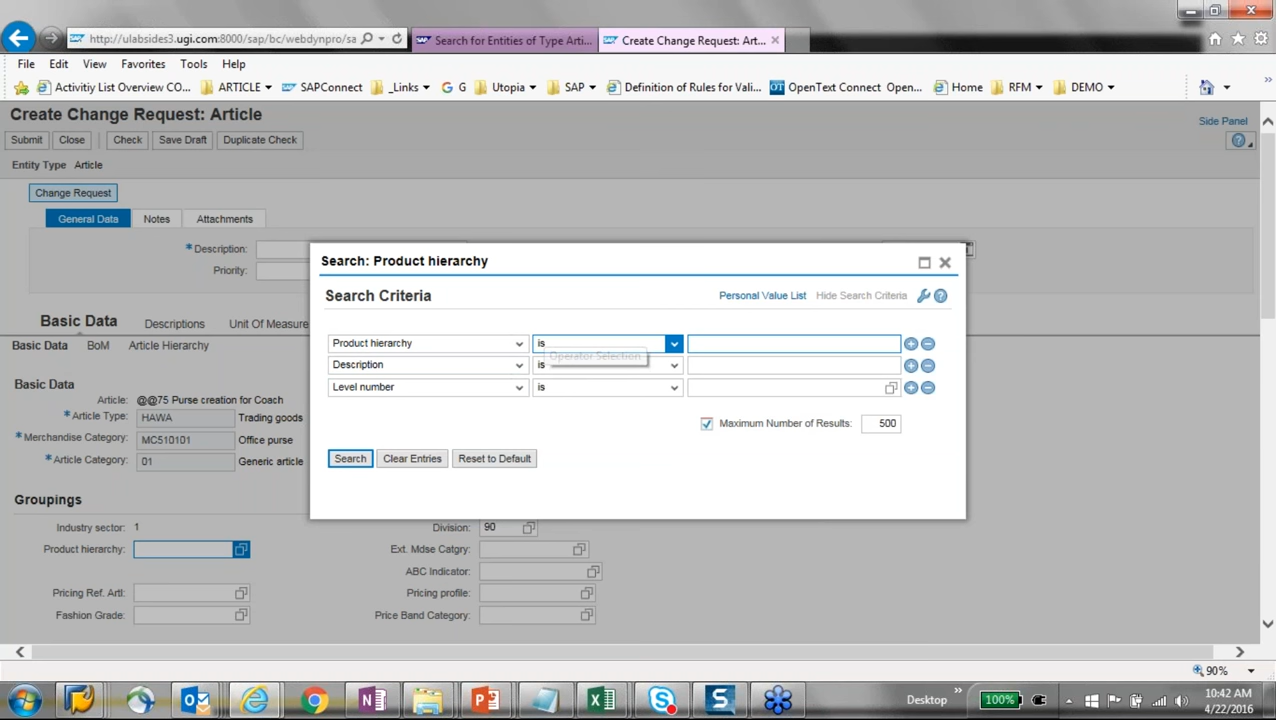 http://ulabsides3.ugi.com:8000/sap/bc/webdynpro/sa
Search for Entities of Type Arti...
Create Change Request: Art...
File Edit View Favorites Tools Help
Activitiy List Overview CO... ARTICLE SAPConnect _Links G Utopia SAP Definition of Rules for Vali... OT OpenText Connect Open... Home RFM DEMO »
Create Change Request: Article
Side Panel
Submit Close Check Save Draft Duplicate Check
Entity Type Article
Change Request
General Data Notes Attachments
* Description:
Priority:
Search: Product hierarchy
Search Criteria
Personal Value List Hide Search Criteria
Product hierarchy is
Operator Selection
Description is
Level number is
Maximum Number of Results: 500
Search Clear Entries Reset to Default
Basic Data Descriptions Unit Of Measure
Basic Data BoM Article Hierarchy
Basic Data
Article: @@75 Purse creation for Coach
* Article Type: HAWA Trading goods
* Merchandise Category: MC510101 Office purse
* Article Category: 01 Generic article
Groupings
Industry sector: 1 Division: 90
Product hierarchy: Ext. Mdse Catgry:
ABC Indicator:
Pricing Ref. Artl: Pricing profile:
Fashion Grade: Price Band Category:
90%
Desktop » 100%
10:42 AM
4/22/2016